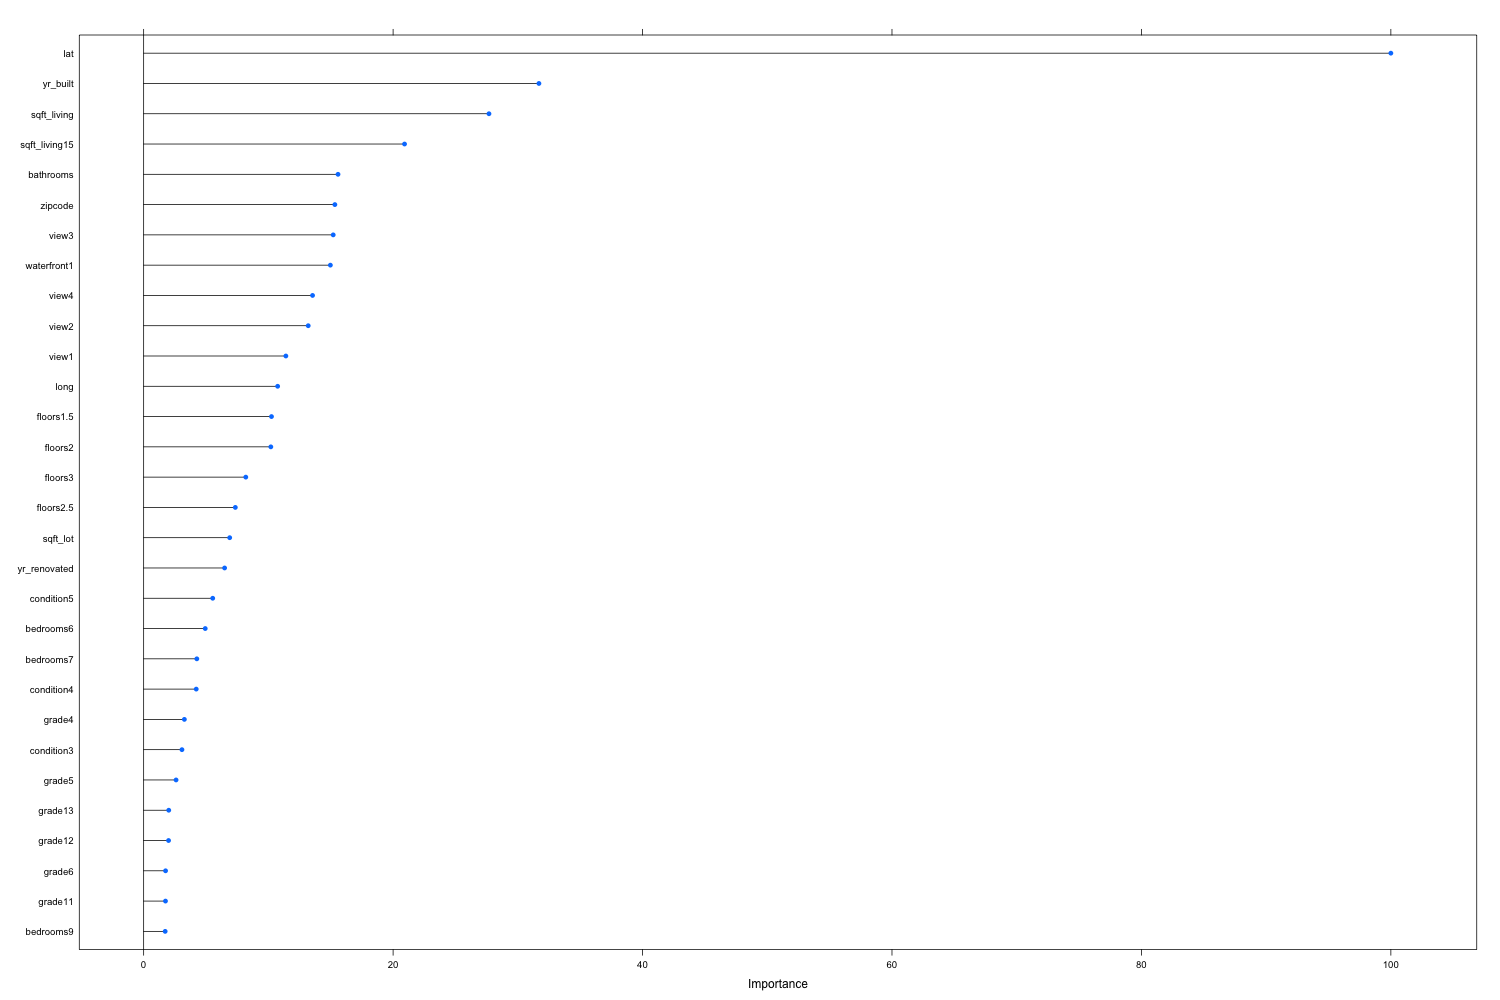 lat
yr_built
sqft_living
sqft_living15
bathrooms
zipcode
view3
waterfront1
view4
view2
view1
long
floors1.5
floors2
floors3
floors2.5
sqft_lot
yr_renovated
condition5
bedrooms6
bedrooms7
condition4
grade4
condition3
grade5
grade13
grade12
grade6
grade11
bedrooms9
0 20 40 60 80 100
Importance